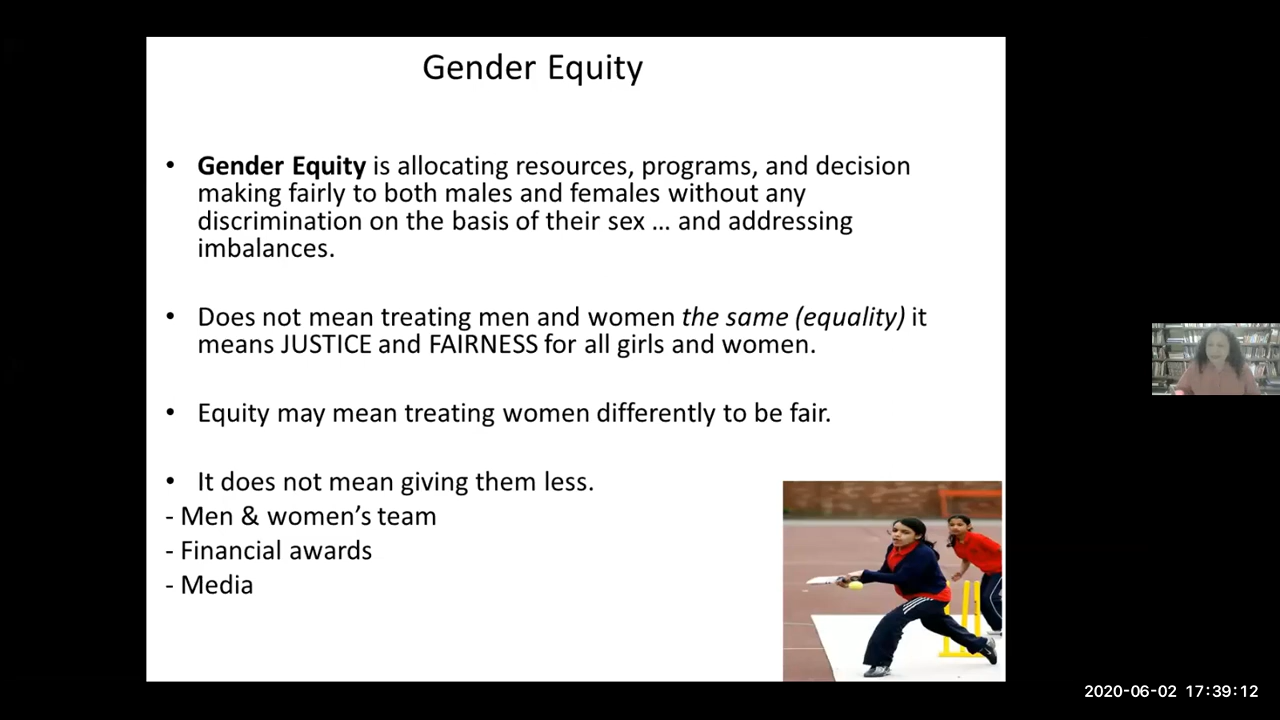 Gender Equity
• Gender Equity is allocating resources, programs, and decision
making fairly to both males and females without any
discrimination on the basis of their sex ... and addressing
imbalances.
• Does not mean treating men and women the same (equality) it
means JUSTICE and FAIRNESS for all girls and women.
• Equity may mean treating women differently to be fair.
• It does not mean giving them less.
- Men & women's team
- Financial awards
- Media
2020-06-02 17:39:12